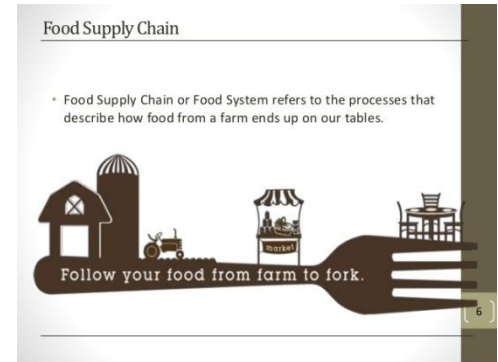 Food Supply Chain
Food Supply Chain or Food System refers to the processes that
describe how food from a farm ends up on our tables.
market
Follow your food from farm to fork.
6